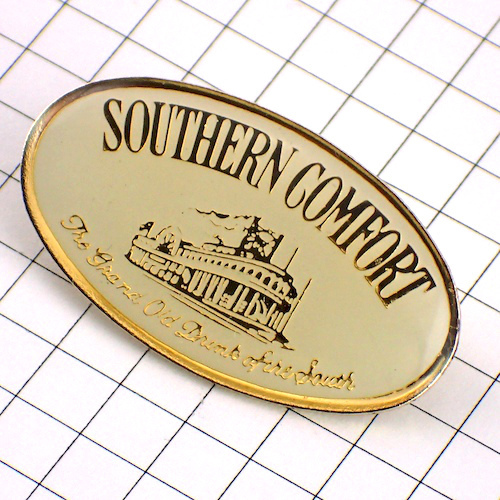 SOUTHERN COMFORT
The Grand Old Drink of the South